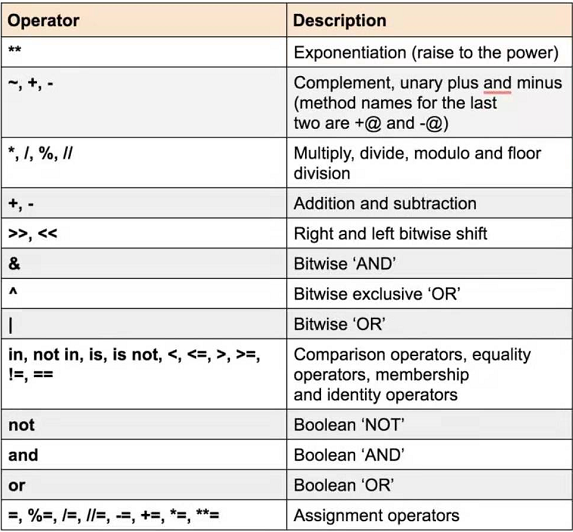 Operator Description
** Exponentiation (raise to the power)
~, +, - Complement, unary plus and minus
(method names for the last
two are +@ and -@)
*, /, %, // Multiply, divide, modulo and floor
division
+, - Addition and subtraction
>>, << Right and left bitwise shift
& Bitwise ‘AND’
^ Bitwise exclusive ‘OR’
| Bitwise ‘OR’
in, not in, is, is not, <, <=, >, >=, Comparison operators, equality
!=, == operators, membership
and identity operators
not Boolean ‘NOT’
and Boolean ‘AND’
or Boolean ‘OR’
=, %=, /=, //=, -=, +=, *=, **= Assignment operators